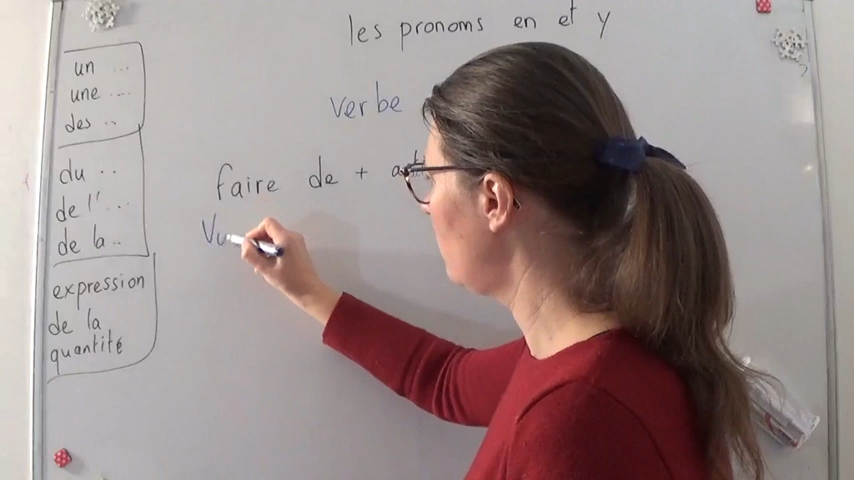 les pronoms en et y
un ...
une ....
des ..
du ..
de l' ...
de la ..
expression
de la
quantité
verbe
faire de +
Vu